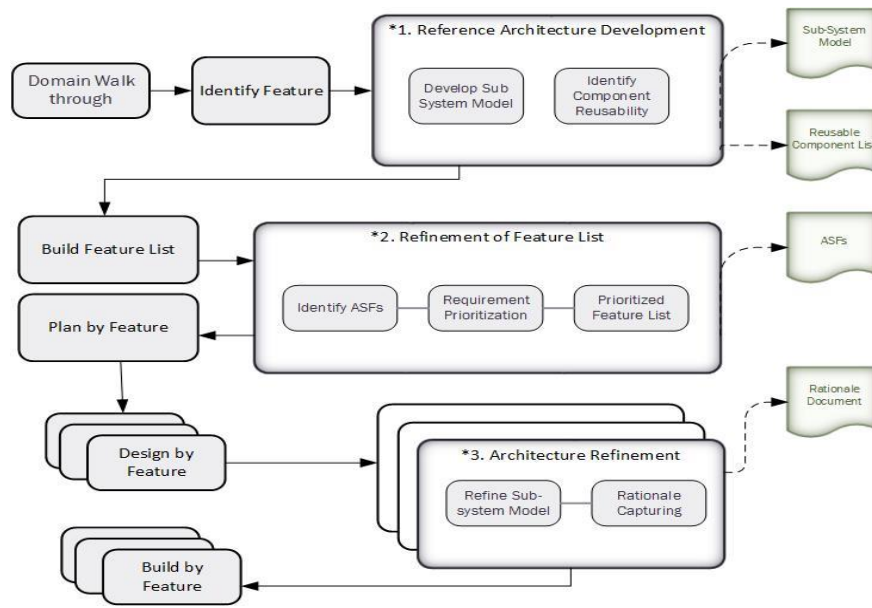 *1. Reference Architecture Development
Sub-System
Model
Domain Walk
through
Identify Feature
Develop Sub
System Model
Identify
Component
Reusability
Reusable
Component List
Build Feature List
*2. Refinement of Feature List
ASFs
Identify ASFs
Requirement
Prioritization
Prioritized
Feature List
Plan by Feature
Rationale
Document
Design by
Feature
*3. Architecture Refinement
Refine Sub-
system Model
Rationale
Capturing
Build by
Feature